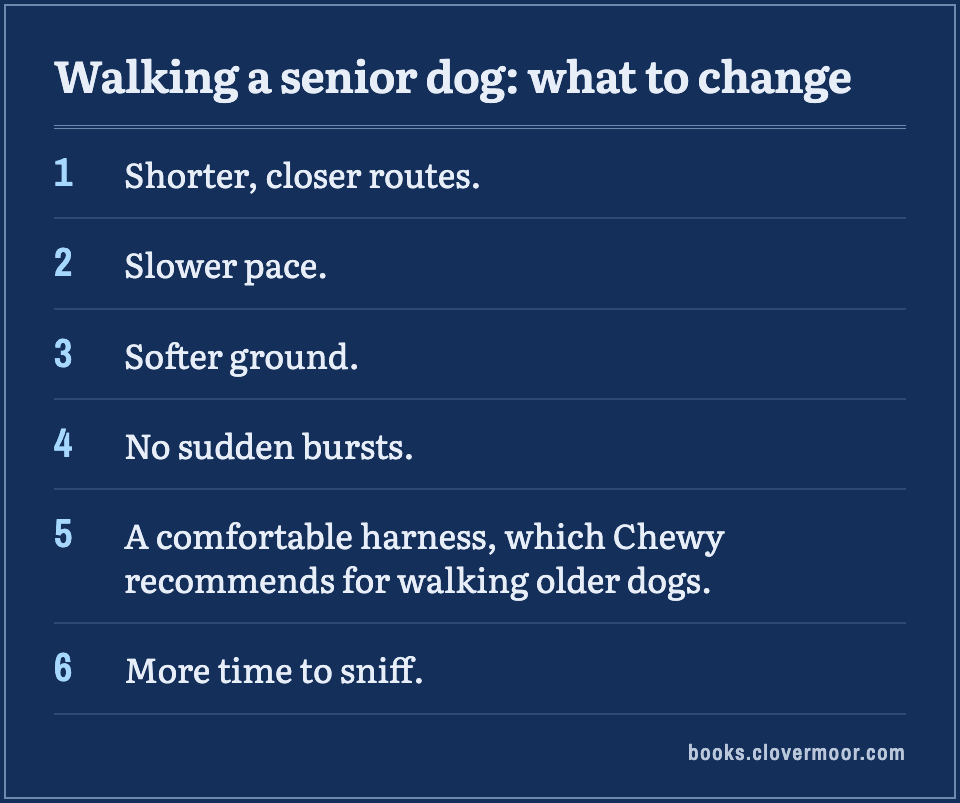 Walking a senior dog: what to change
1 Shorter, closer routes.
2 Slower pace.
3 Softer ground.
4 No sudden bursts.
5 A comfortable harness, which Chewy
recommends for walking older dogs.
6 More time to sniff.
books.clovermoor.com